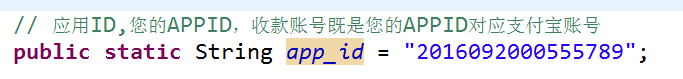 // 应用ID,您的APPID，收款账号既是您的APPID对应支付宝账号
public static String app_id = "2016092000555789";